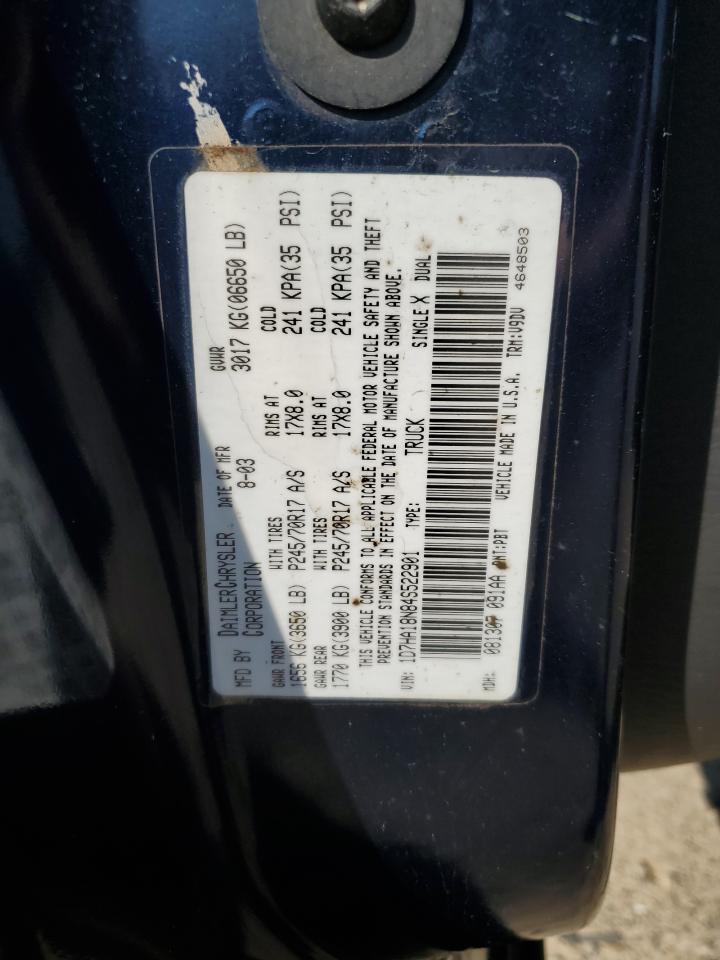 MFD BY DAIMLERCHRYSLER CORPORATION
DATE OF MFR 8-03
GVWR 3017 KG(06650 LB)
GAWR FRONT WITH TIRES RIMS AT COLD
1656 KG(3650 LB) P245/70R17 A/S 17X8.0 241 KPA(35 PSI)
GAWR REAR WITH TIRES RIMS AT COLD
1770 KG(3900 LB) P245/70R17 A/S 17X8.0 241 KPA(35 PSI)
THIS VEHICLE CONFORMS TO ALL APPLICABLE FEDERAL MOTOR VEHICLE SAFETY AND THEFT
PREVENTION STANDARDS IN EFFECT ON THE DATE OF MANUFACTURE SHOWN ABOVE.
VIN: 1D7HA18N84S522901 TYPE: TRUCK SINGLE X DUAL
MDH: 081307 091AA PNT:PBT VEHICLE MADE IN U.S.A. TRM:V9DV
4648503